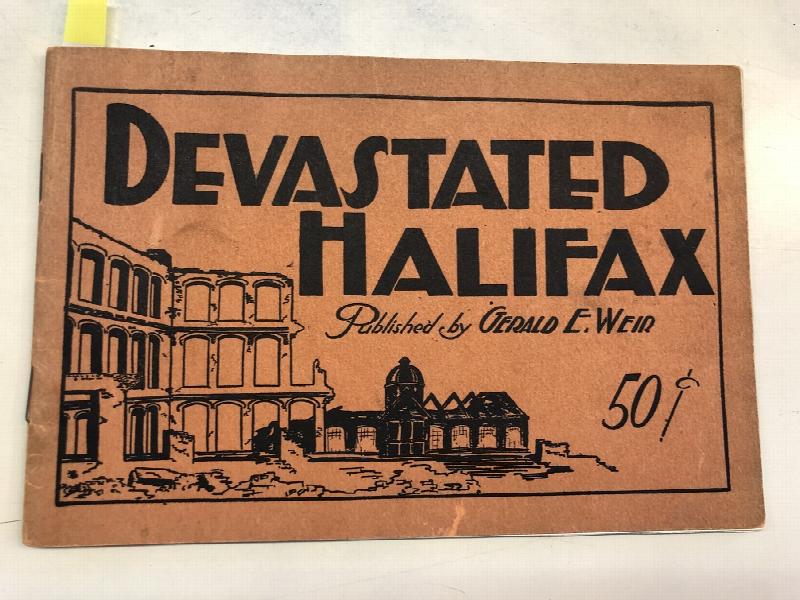 DEVASTATED
HALIFAX
Published by GERALD E. WEIR
50¢